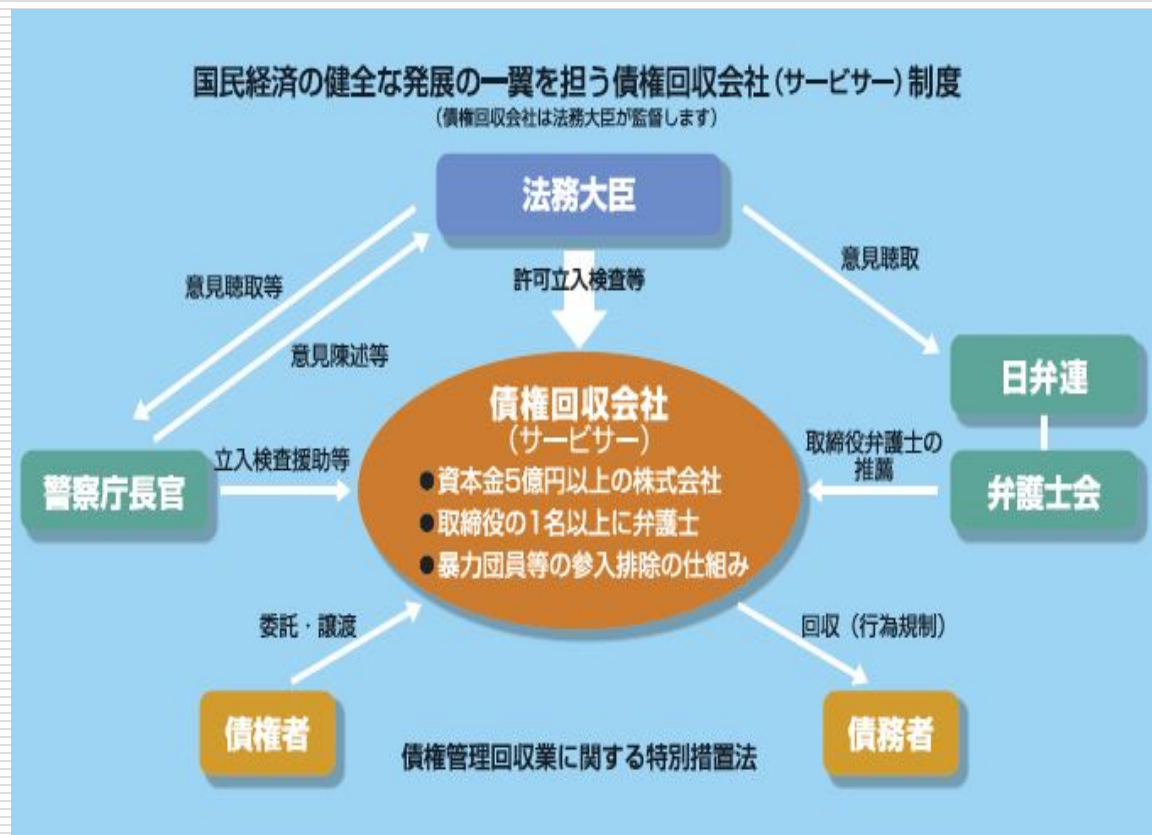 国民経済の健全な発展の一翼を担う債権回収会社(サービサー)制度
(債権回収会社は法務大臣が監督します)
法務大臣
意見聴取等
許可立入検査等
意見聴取
意見陳述等
日弁連
債権回収会社
(サービサー)
●資本金5億円以上の株式会社
●取締役の1名以上に弁護士
●暴力団員等の参入排除の仕組み
立入検査援助等
取締役弁護士の
推薦
警察庁長官
弁護士会
委託・譲渡
回収(行為規制)
債権者
債務者
債権管理回収業に関する特別措置法